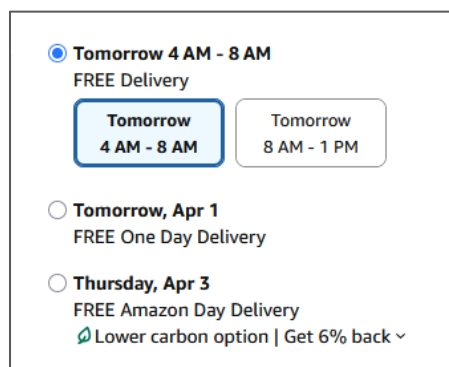 Tomorrow 4 AM - 8 AM
FREE Delivery
Tomorrow
4 AM - 8 AM
Tomorrow
8 AM - 1 PM
Tomorrow, Apr 1
FREE One Day Delivery
Thursday, Apr 3
FREE Amazon Day Delivery
Lower carbon option | Get 6% back